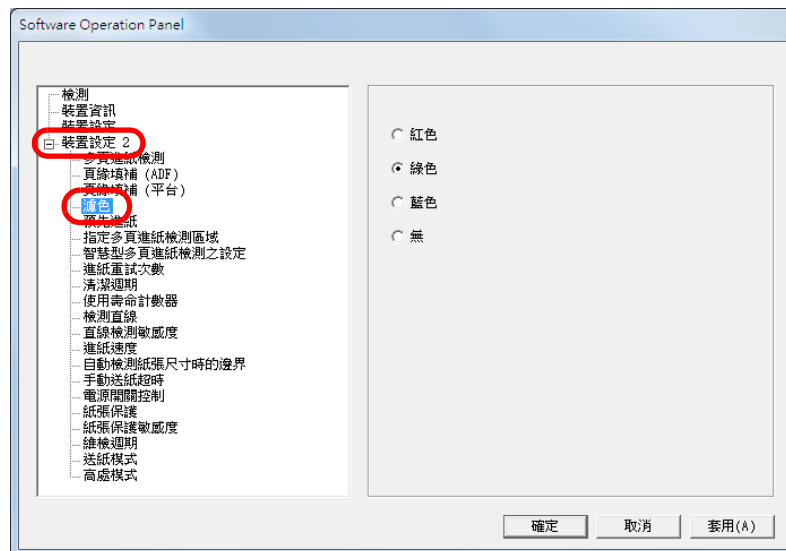 Software Operation Panel
檢測
裝置資訊
裝置設定
裝置設定 2
多頁進紙檢測
頁緣填補 (ADF)
頁緣填補 (平台)
濾色
預先進紙
指定多頁進紙檢測區域
智慧型多頁進紙檢測之設定
進紙重試次數
清潔週期
使用壽命計數器
檢測直線
直線檢測敏感度
進紙速度
自動檢測紙張尺寸時的邊界
手動送紙超時
電源開關控制
紙張保護
紙張保護敏感度
維檢週期
送紙模式
高處模式
紅色
綠色
藍色
無
確定
取消
套用(A)